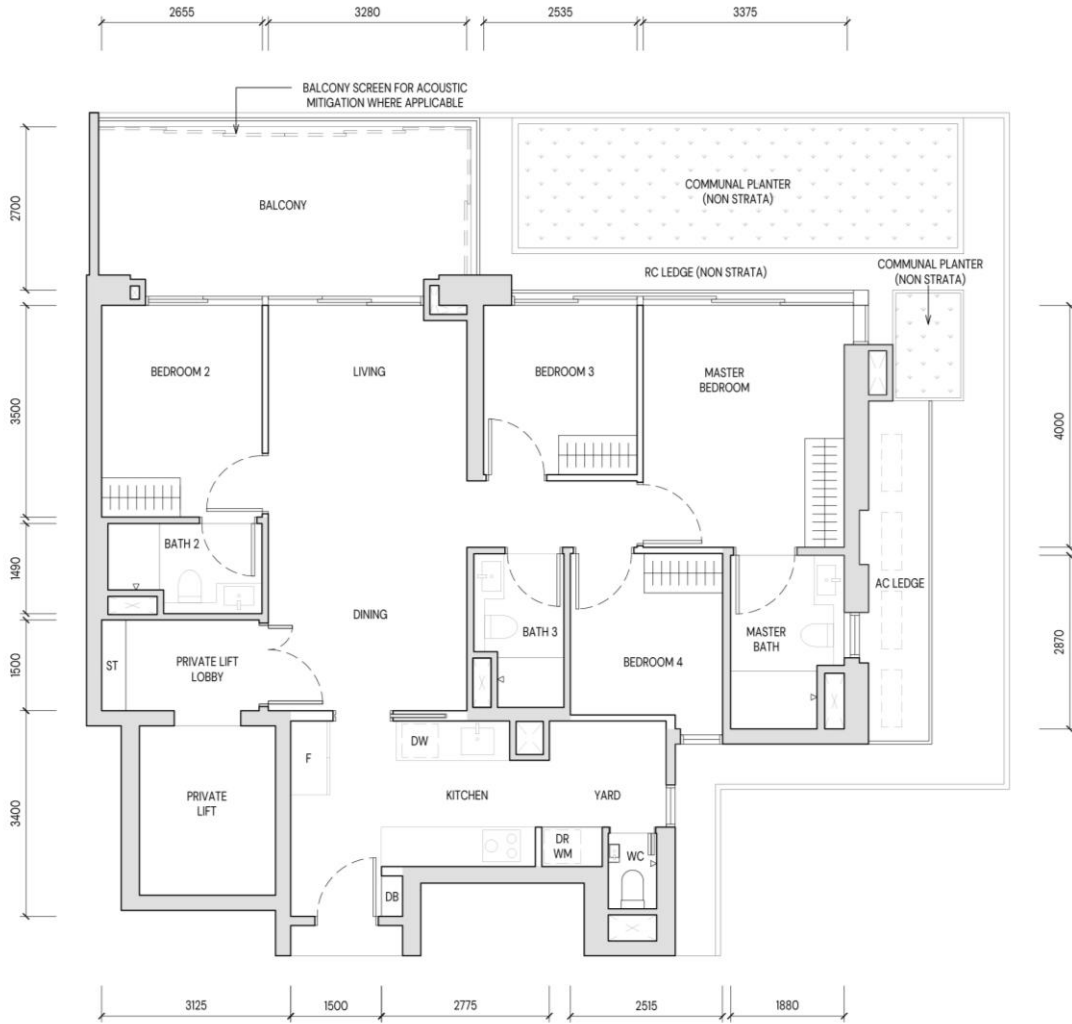 2655
3280
2535
3375
BALCONY SCREEN FOR ACOUSTIC
MITIGATION WHERE APPLICABLE
2700
BALCONY
COMMUNAL PLANTER
(NON STRATA)
RC LEDGE (NON STRATA)
COMMUNAL PLANTER
(NON STRATA)
3500
BEDROOM 2
LIVING
BEDROOM 3
MASTER
BEDROOM
4000
1490
BATH 2
AC LEDGE
DINING
BATH 3
MASTER
BATH
2870
1500
ST
PRIVATE LIFT
LOBBY
BEDROOM 4
3400
F
DW
PRIVATE
LIFT
KITCHEN
YARD
DR
WM
WC
DB
3125
1500
2775
2515
1880